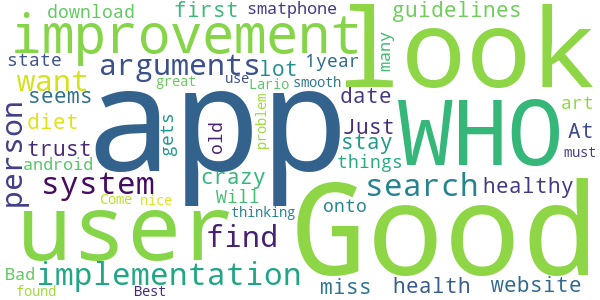 download first smatphone guidelines
improvement look
state arguments lot 1year many
want great use Lario smooth art
seems app date WHO At
person diet gets old problem Just must
trust stay
android crazy things
system Will search healthy
user Come nice find thinking onto Good
Bad implementation miss health website
found Best